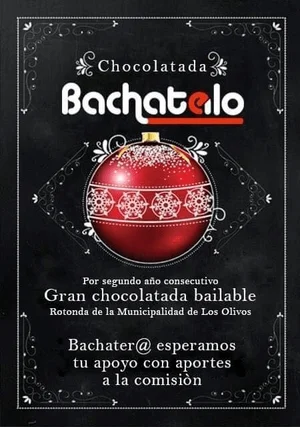 Chocolatada
Bachatelo
Por segundo año consecutivo
Gran chocolatada bailable
Rotonda de la Municipalidad de Los Olivos
Bachater@ esperamos
tu apoyo con aportes
a la comisiòn